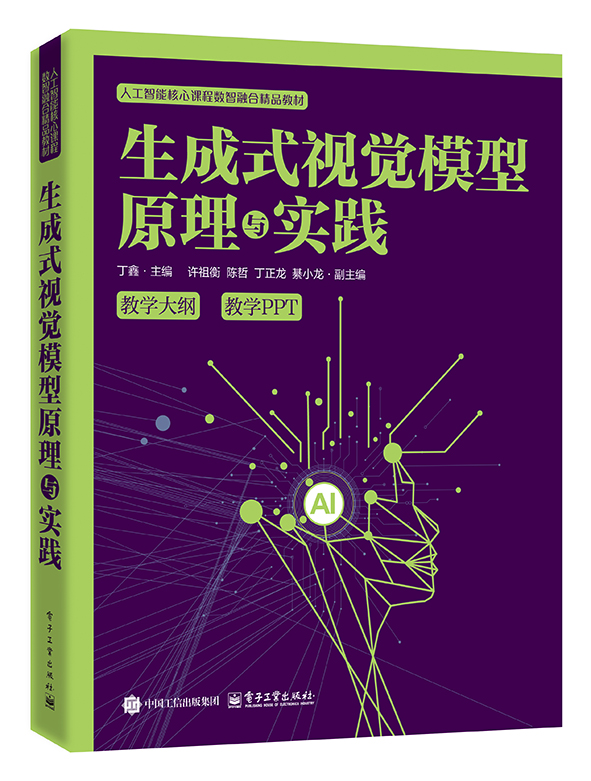 人工智能核心课程数智融合精品教材
生成式视觉模型
原理与实践
丁鑫·主编 许祖衡 陈哲 丁正龙 綦小龙·副主编
教学大纲 教学PPT
AI
中国工信出版集团
电子工业出版社
PUBLISHING HOUSE OF ELECTRONICS INDUSTRY
人工智能核心课程
数智融合精品教材
生成式视觉模型原理与实践
电子工业出版社